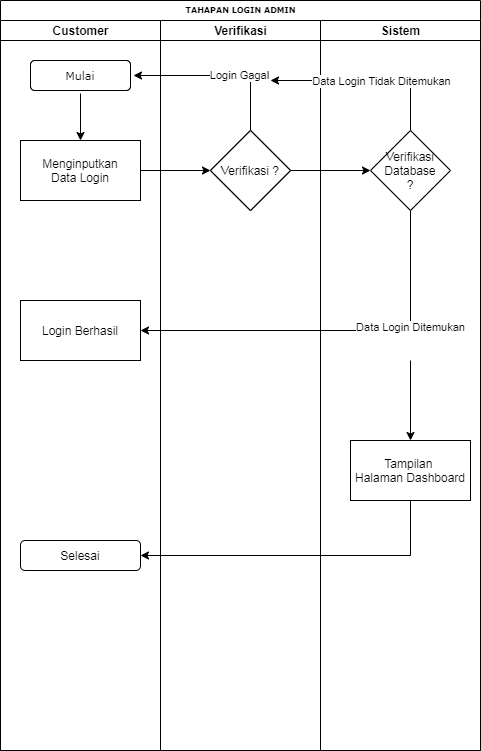 TAHAPAN LOGIN ADMIN
Customer
Verifikasi
Sistem
Mulai
Login Gagal
Data Login Tidak Ditemukan
Menginputkan
Data Login
Verifikasi ?
Verifikasi
Database
?
Login Berhasil
Data Login Ditemukan
Tampilan
Halaman Dashboard
Selesai